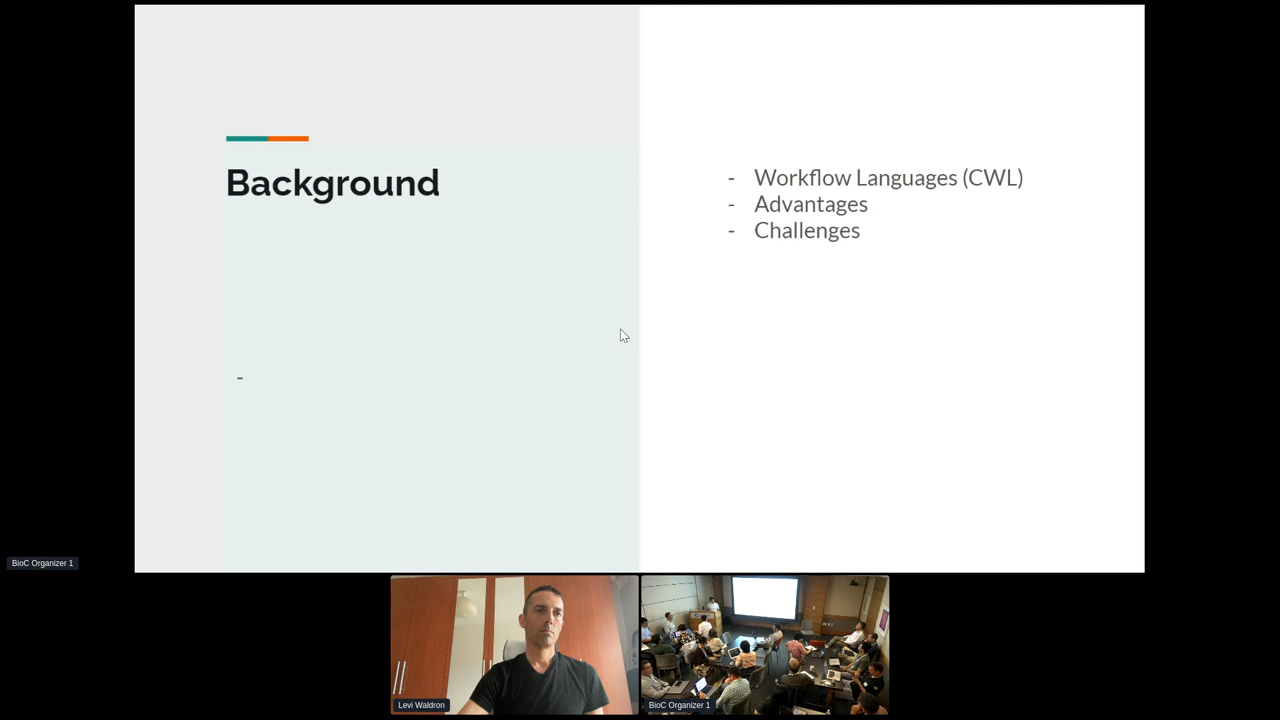 Background
-
- Workflow Languages (CWL)
- Advantages
- Challenges
BioC Organizer 1
Levi Waldron
BioC Organizer 1